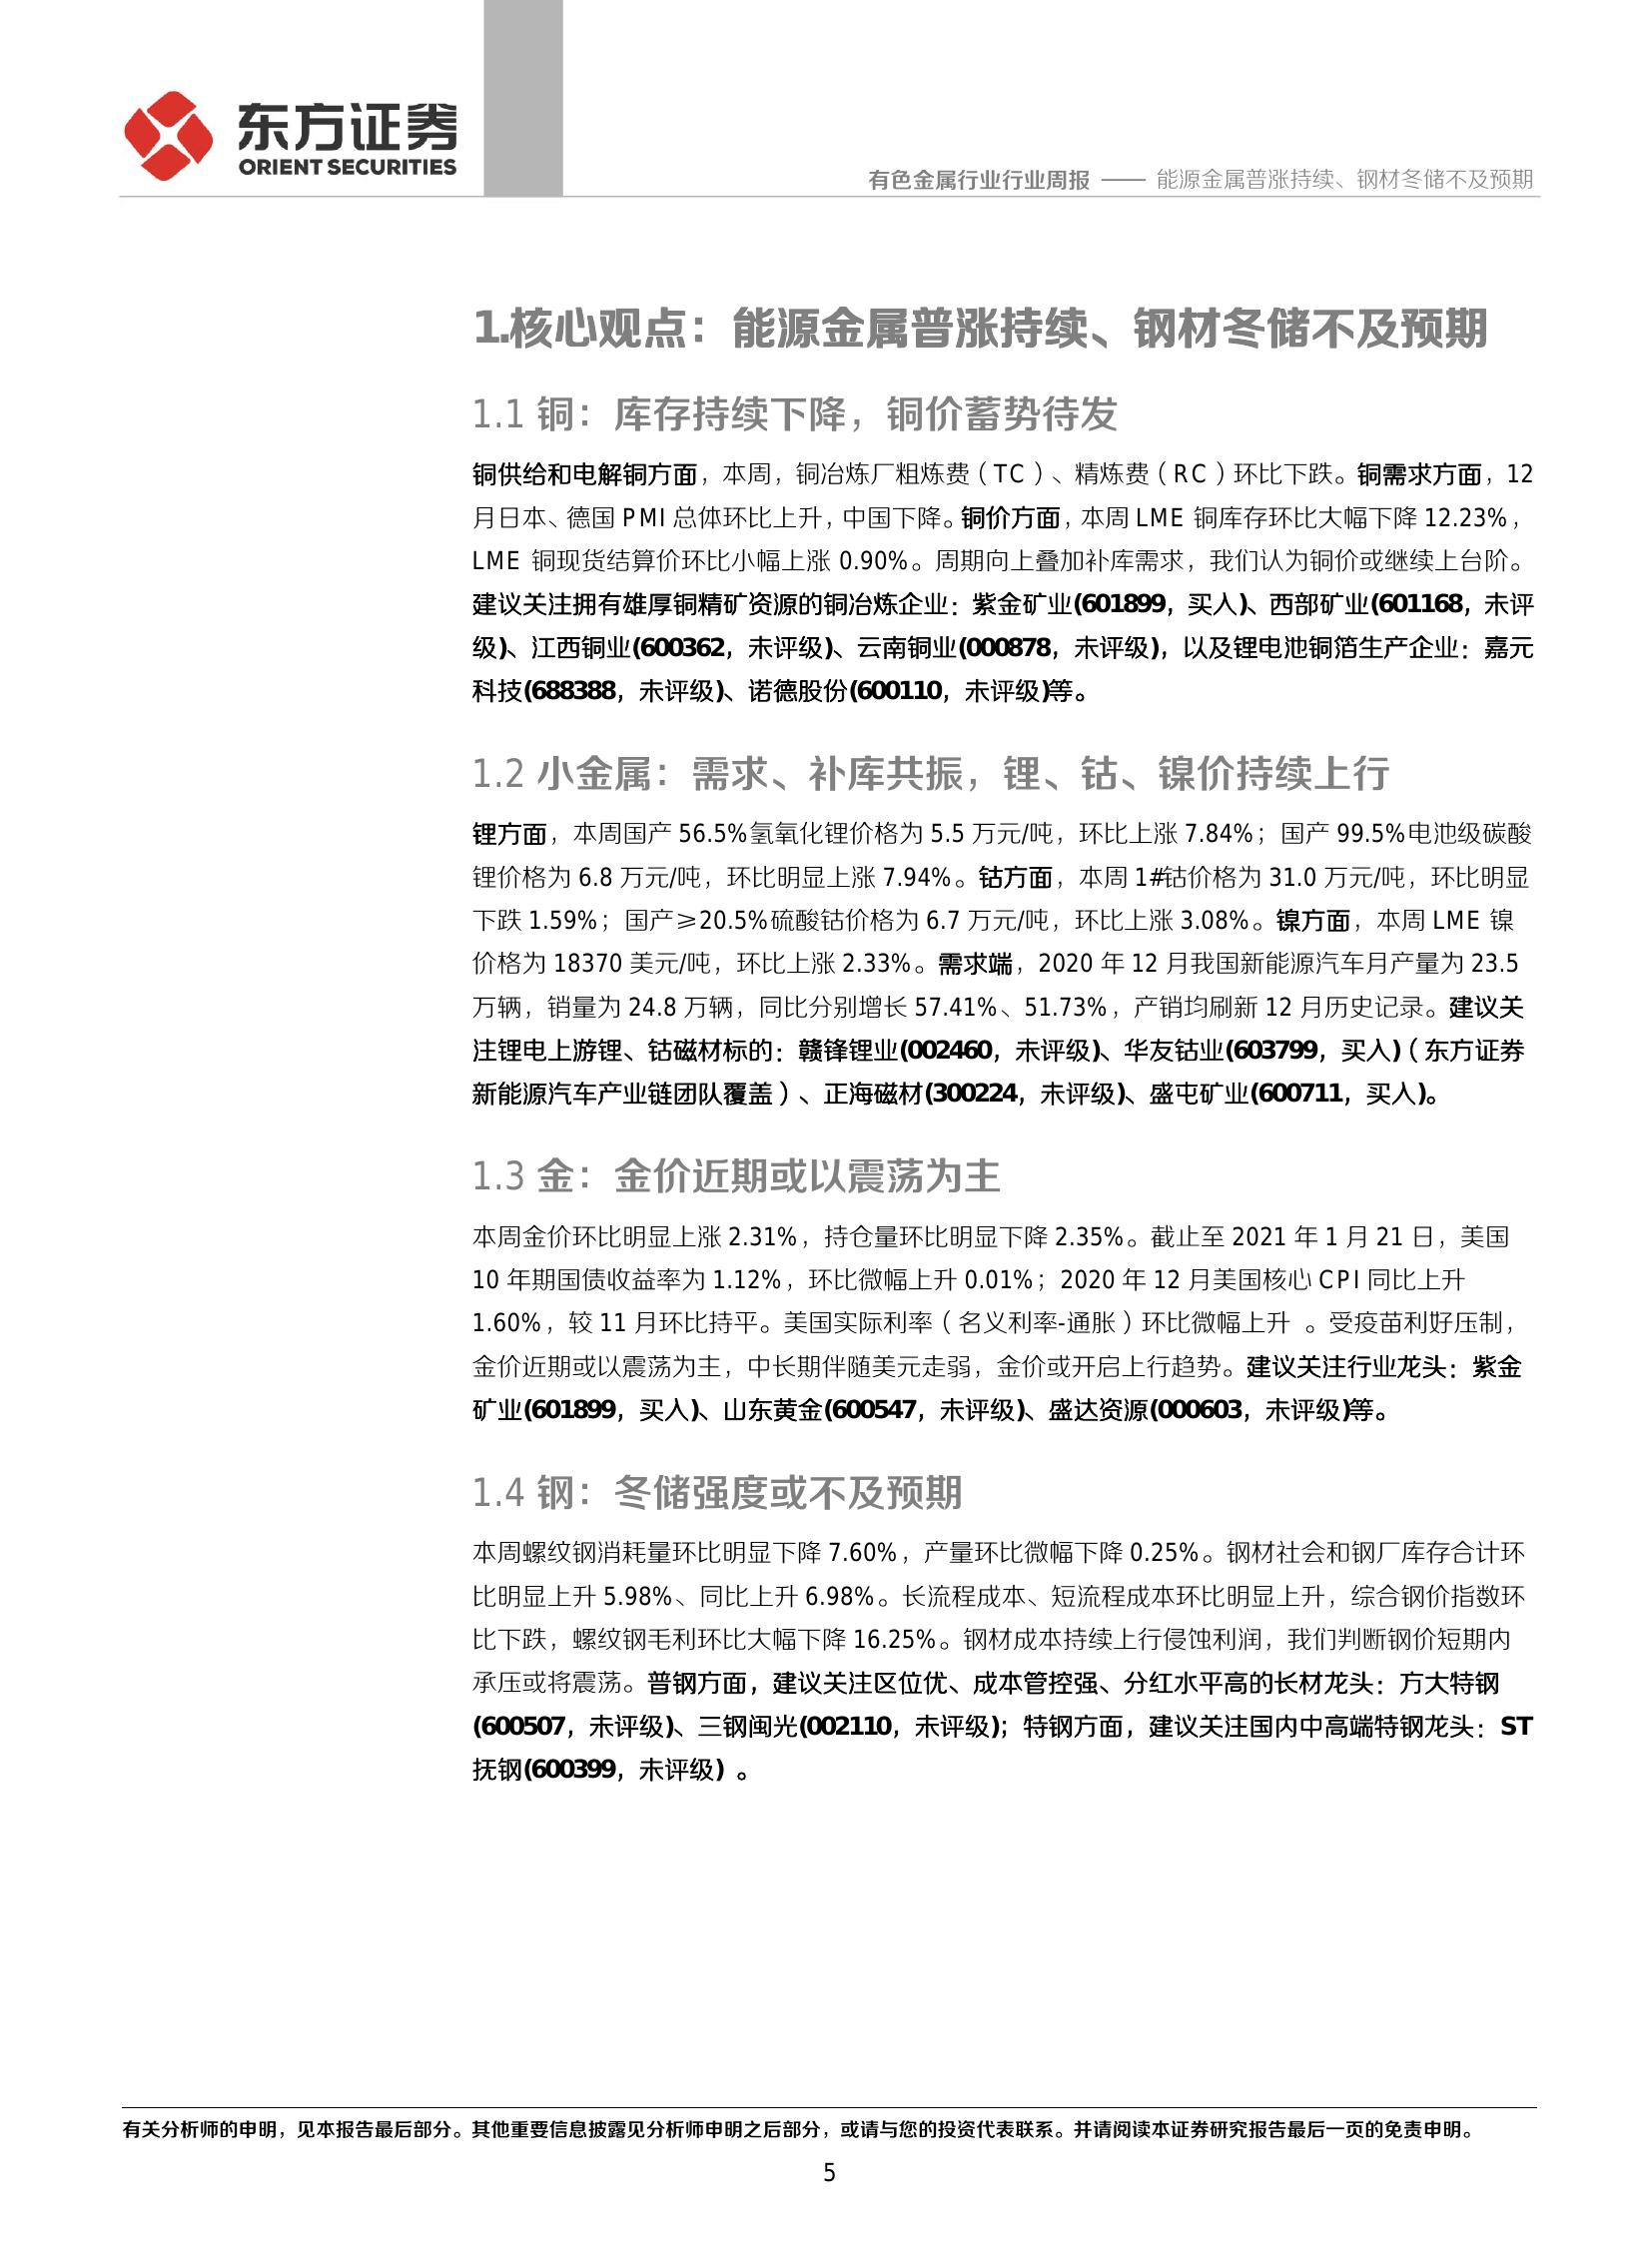 东方证券
ORIENT SECURITIES
有色金属行业行业周报 —— 能源金属普涨持续、钢材冬储不及预期
1.核心观点：能源金属普涨持续、钢材冬储不及预期
1.1 铜：库存持续下降，铜价蓄势待发
铜供给和电解铜方面，本周，铜冶炼厂粗炼费（TC）、精炼费（RC）环比下跌。铜需求方面，12
月日本、德国 PMI 总体环比上升，中国下降。铜价方面，本周 LME 铜库存环比大幅下降 12.23%，
LME 铜现货结算价环比小幅上涨 0.90%。周期向上叠加补库需求，我们认为铜价或继续上台阶。
建议关注拥有雄厚铜精矿资源的铜冶炼企业：紫金矿业(601899，买入)、西部矿业(601168，未评
级)、江西铜业(600362，未评级)、云南铜业(000878，未评级)，以及锂电池铜箔生产企业：嘉元
科技(688388，未评级)、诺德股份(600110，未评级)等。
1.2 小金属：需求、补库共振，锂、钴、镍价持续上行
锂方面，本周国产 56.5%氢氧化锂价格为 5.5 万元/吨，环比上涨 7.84%；国产 99.5%电池级碳酸
锂价格为 6.8 万元/吨，环比明显上涨 7.94%。钴方面，本周 1#钴价格为 31.0 万元/吨，环比明显
下跌 1.59%；国产≥20.5%硫酸钴价格为 6.7 万元/吨，环比上涨 3.08%。镍方面，本周 LME 镍
价格为 18370 美元/吨，环比上涨 2.33%。需求端，2020 年 12 月我国新能源汽车月产量为 23.5
万辆，销量为 24.8 万辆，同比分别增长 57.41%、51.73%，产销均刷新 12 月历史记录。建议关
注锂电上游锂、钴磁材标的：赣锋锂业(002460，未评级)、华友钴业(603799，买入)（东方证券
新能源汽车产业链团队覆盖）、正海磁材(300224，未评级)、盛屯矿业(600711，买入)。
1.3 金：金价近期或以震荡为主
本周金价环比明显上涨 2.31%，持仓量环比明显下降 2.35%。截止至 2021 年 1 月 21 日，美国
10 年期国债收益率为 1.12%，环比微幅上升 0.01%；2020 年 12 月美国核心 CPI 同比上升
1.60%，较 11 月环比持平。美国实际利率（名义利率-通胀）环比微幅上升 。受疫苗利好压制，
金价近期或以震荡为主，中长期伴随美元走弱，金价或开启上行趋势。建议关注行业龙头：紫金
矿业(601899，买入)、山东黄金(600547，未评级)、盛达资源(000603，未评级)等。
1.4 钢：冬储强度或不及预期
本周螺纹钢消耗量环比明显下降 7.60%，产量环比微幅下降 0.25%。钢材社会和钢厂库存合计环
比明显上升 5.98%、同比上升 6.98%。长流程成本、短流程成本环比明显上升，综合钢价指数环
比下跌，螺纹钢毛利环比大幅下降 16.25%。钢材成本持续上行侵蚀利润，我们判断钢价短期内
承压或将震荡。普钢方面，建议关注区位优、成本管控强、分红水平高的长材龙头：方大特钢
(600507，未评级)、三钢闽光(002110，未评级)；特钢方面，建议关注国内中高端特钢龙头：ST
抚钢(600399，未评级) 。
有关分析师的申明，见本报告最后部分。其他重要信息披露见分析师申明之后部分，或请与您的投资代表联系。并请阅读本证券研究报告最后一页的免责申明。
5